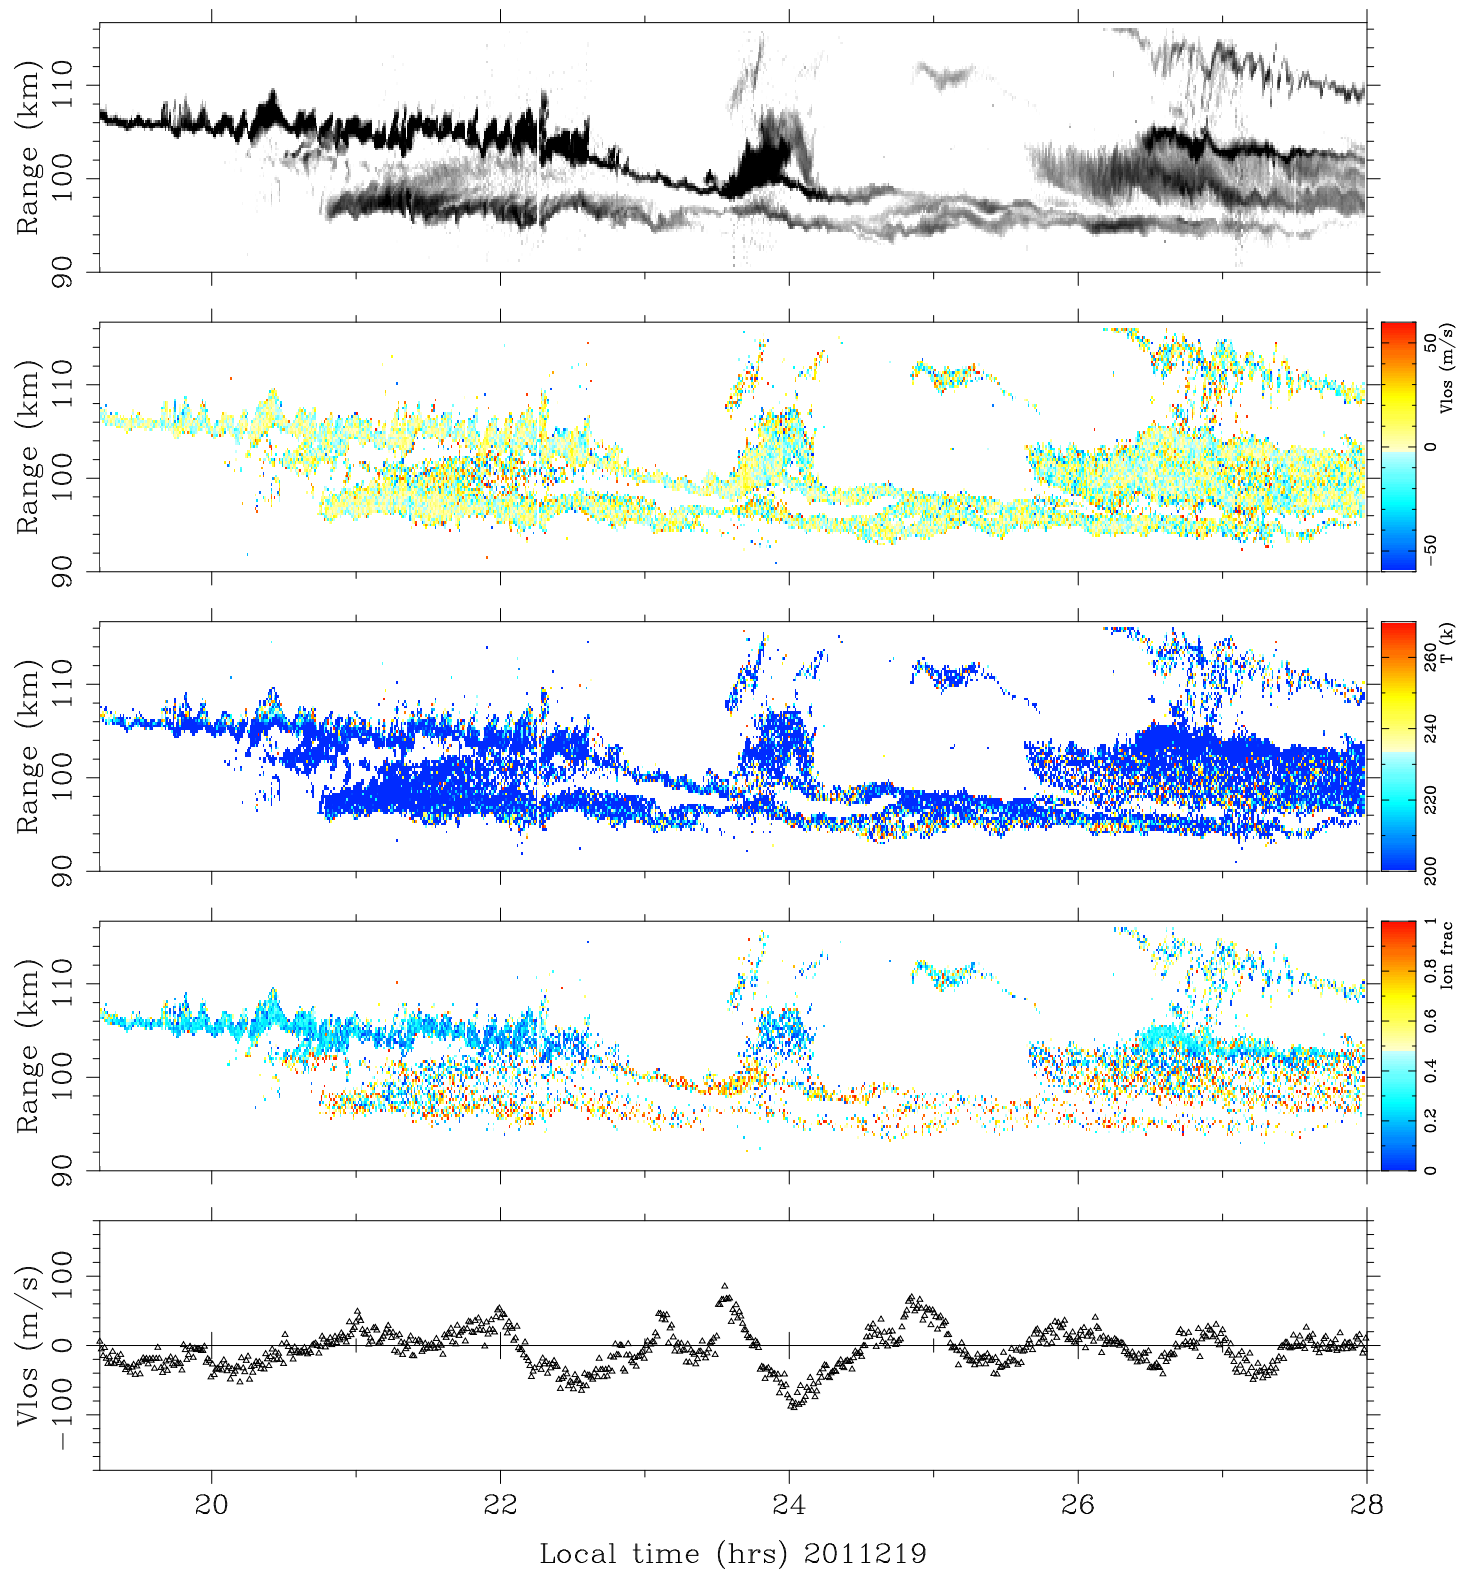 Range (km)
90 100 110
Range (km)
90 100 110
−50 0 50
Vlos (m/s)
Range (km)
90 100 110
200 220 240 260
T (k)
Range (km)
90 100 110
0 0.2 0.4 0.6 0.8 1
Ion frac
Vlos (m/s)
−100 0 100
20 22 24 26 28
Local time (hrs) 2011219